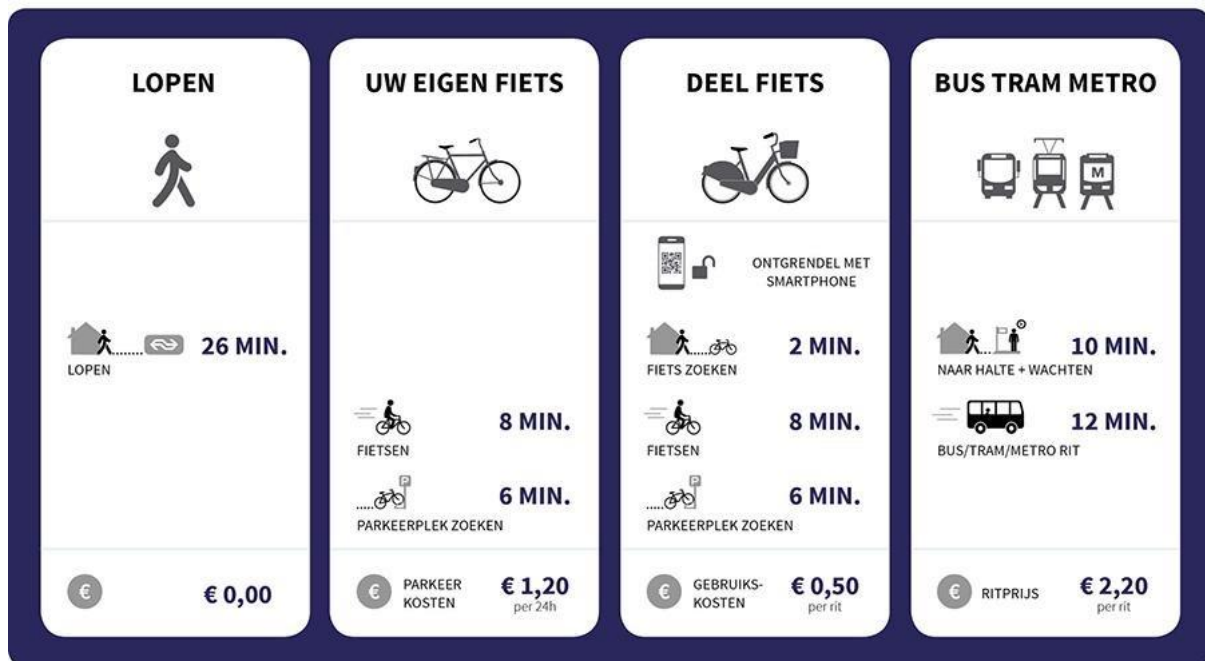 LOPEN
26 MIN.
LOPEN
€
€ 0,00
UW EIGEN FIETS
8 MIN.
FIETSEN
P
6 MIN.
PARKEERPLEK ZOEKEN
€
PARKEER
KOSTEN
€ 1,20
per 24h
DEEL FIETS
ONTGRENDEL MET
SMARTPHONE
2 MIN.
FIETS ZOEKEN
8 MIN.
FIETSEN
P
6 MIN.
PARKEERPLEK ZOEKEN
€
GEBRUIKS-
KOSTEN
€ 0,50
per rit
BUS TRAM METRO
M
10 MIN.
NAAR HALTE + WACHTEN
12 MIN.
BUS/TRAM/METRO RIT
€
RITPRIJS
€ 2,20
per rit